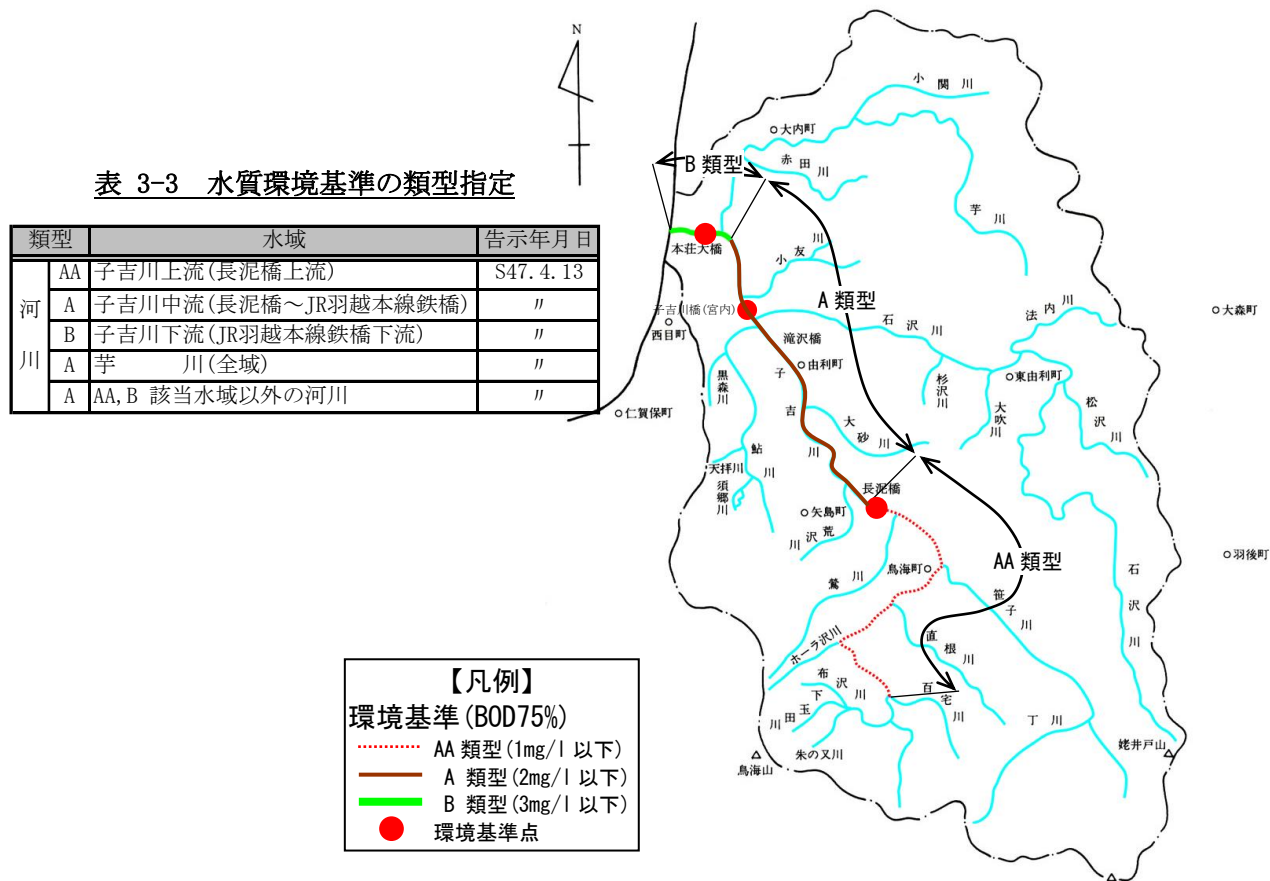 表 3-3 水質環境基準の類型指定
類型 水域 告示年月日
河川
AA 子吉川上流(長泥橋上流) S47.4.13
A 子吉川中流(長泥橋～JR羽越本線鉄橋) 〃
B 子吉川下流(JR羽越本線鉄橋下流) 〃
A 芋 川(全域) 〃
A AA,B 該当水域以外の河川 〃
N
小関川
大内町
B 類型
赤田川
芋川
本荘大橋
小友川
A 類型
子吉川橋(宮内)
西目町
滝沢橋
石沢川
法内川
大森町
由利町
黒森川
子吉川
杉沢川
東由利町
大吹川
松沢川
仁賀保町
大砂川
鮎川
天拝川
須郷川
長泥橋
矢島町
荒沢川
AA 類型
羽後町
鳥海町
鶯川
笹子川
石沢川
ホーラ沢川
直根川
布沢川
下玉田川
百宅川
丁川
朱の又川
鳥海山
姥井戸山
【凡例】
環境基準(BOD75%)
AA 類型(1mg/l 以下)
A 類型(2mg/l 以下)
B 類型(3mg/l 以下)
環境基準点